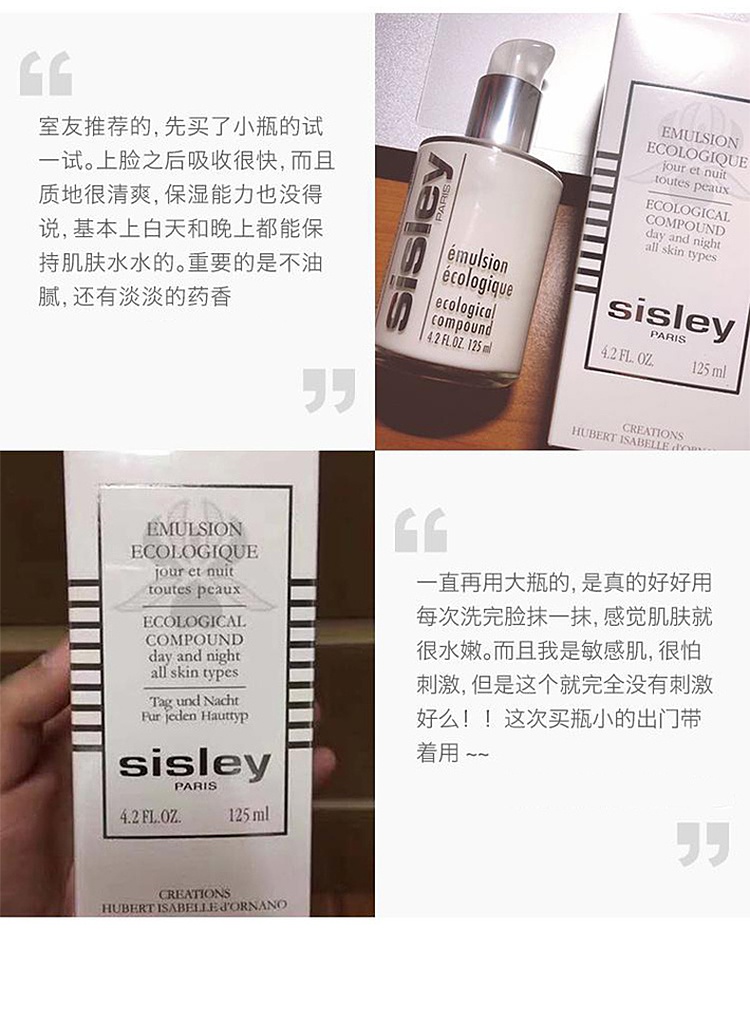 室友推荐的, 先买了小瓶的试
一试。上脸之后吸收很快, 而且
质地很清爽, 保湿能力也没得
说, 基本上白天和晚上都能保
持肌肤水水的。重要的是不油
腻, 还有淡淡的药香
sisley
PARIS
émulsion
écologique
ecological
compound
4.2 FL. OZ. 125 ml
EMULSION
ECOLOGIQUE
jour et nuit
toutes peaux
ECOLOGICAL
COMPOUND
day and night
all skin types
sisley
PARIS
4.2 FL. OZ. 125 ml
CREATIONS
HUBERT ISABELLE d'ORNANO
EMULSION
ECOLOGIQUE
jour et nuit
toutes peaux
ECOLOGICAL
COMPOUND
day and night
all skin types
Tag und Nacht
Fur jeden Hauttyp
sisley
PARIS
4.2 FL.OZ. 125 ml
CREATIONS
HUBERT ISABELLE d'ORNANO
一直再用大瓶的, 是真的好好用
每次洗完脸抹一抹, 感觉肌肤就
很水嫩。而且我是敏感肌, 很怕
刺激, 但是这个就完全没有刺激
好么！！这次买瓶小的出门带
着用 ~~